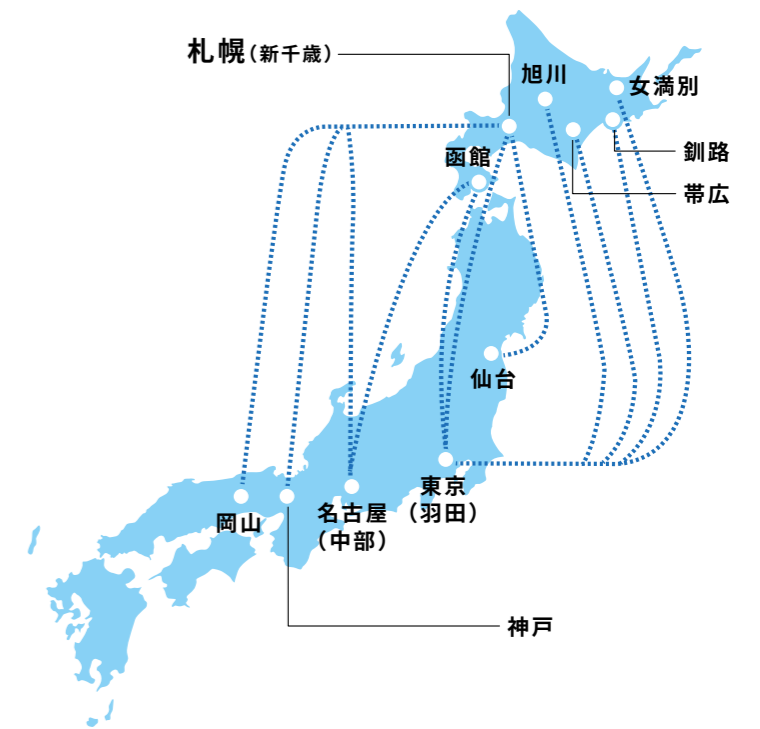 札幌(新千歳)
旭川
女満別
函館
釧路
帯広
仙台
東京
(羽田)
名古屋
(中部)
岡山
神戸